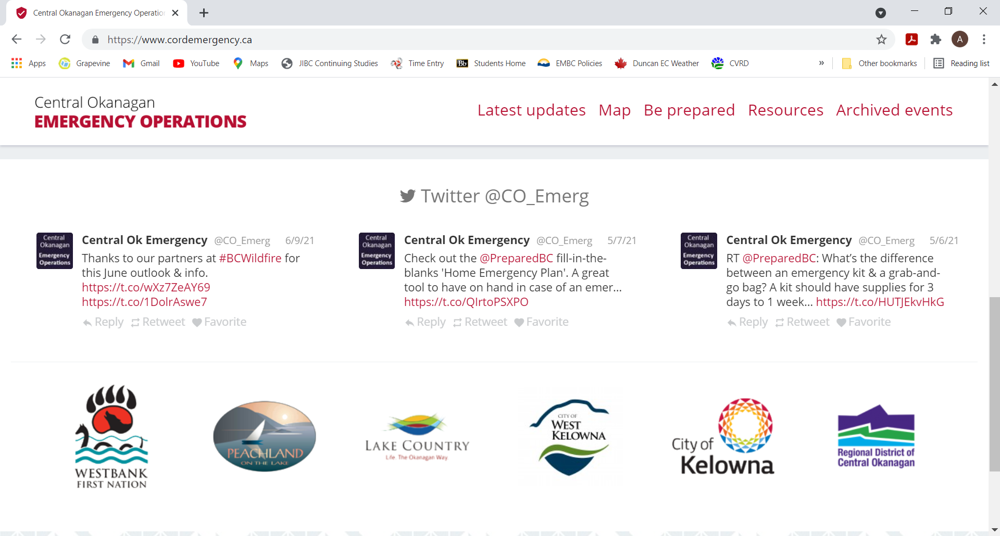 Central Okanagan Emergency Operatio
https://www.cordemergency.ca
A
Apps Grapevine Gmail YouTube Maps JIBC Continuing Studies Time Entry Bb Students Home EMBC Policies Duncan EC Weather CVRD » Other bookmarks Reading list
Central Okanagan
EMERGENCY OPERATIONS
Latest updates Map Be prepared Resources Archived events
Twitter @CO_Emerg
Central
Okanagan
Emergency
Operations
Central Ok Emergency @CO_Emerg 6/9/21
Thanks to our partners at #BCWildfire for
this June outlook & info.
https://t.co/wXz7ZeAY69
https://t.co/1DolrAswe7
Reply Retweet Favorite
Central
Okanagan
Emergency
Operations
Central Ok Emergency @CO_Emerg 5/7/21
Check out the @PreparedBC fill-in-the-
blanks 'Home Emergency Plan'. A great
tool to have on hand in case of an emer...
https://t.co/QIrtoPSXPO
Reply Retweet Favorite
Central
Okanagan
Emergency
Operations
Central Ok Emergency @CO_Emerg 5/6/21
RT @PreparedBC: What’s the difference
between an emergency kit & a grab-and-
go bag? A kit should have supplies for 3
days to 1 week... https://t.co/HUTJEkvHkG
Reply Retweet Favorite
WESTBANK
FIRST NATION
PEACHLAND
ON THE LAKE
LAKE COUNTRY
Life. The Okanagan Way.
CITY OF
WEST
KELOWNA
City of
Kelowna
Regional District of
Central Okanagan